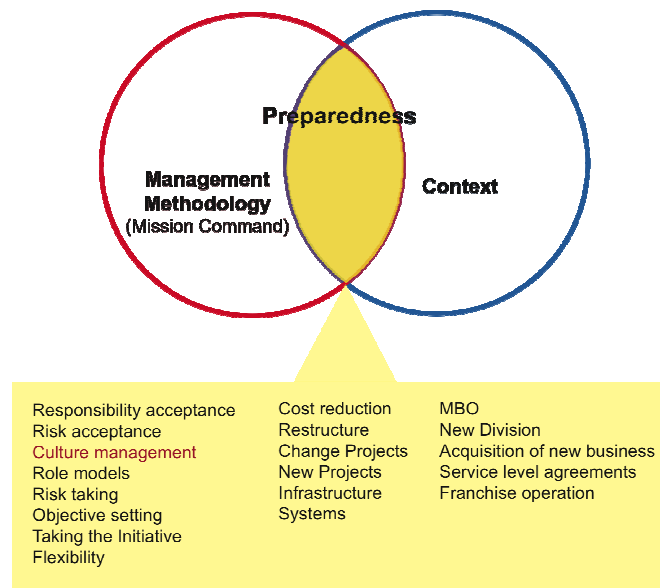 Preparedness
Management
Methodology
(Mission Command)
Context
Responsibility acceptance
Risk acceptance
Culture management
Role models
Risk taking
Objective setting
Taking the Initiative
Flexibility
Cost reduction
Restructure
Change Projects
New Projects
Infrastructure
Systems
MBO
New Division
Acquisition of new business
Service level agreements
Franchise operation